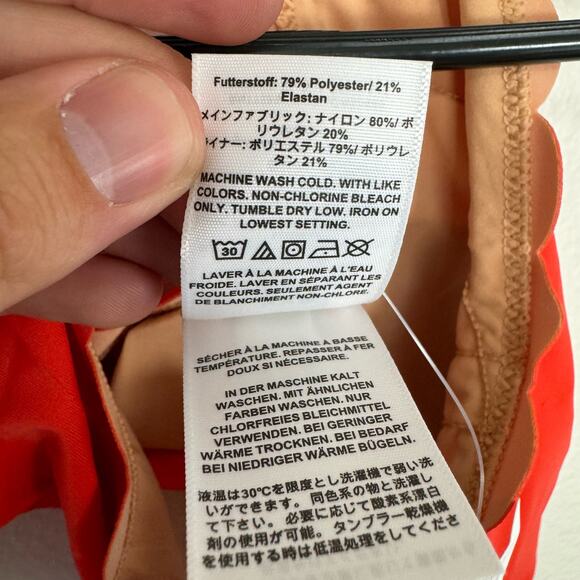 Futterstoff: 79% Polyester/ 21%
Elastan
メインファブリック: ナイロン 80%/ ポ
リウレタン 20%
イナー: ポリエステル 79%/ ポリウレ
タン 21%
MACHINE WASH COLD. WITH LIKE
COLORS. NON-CHLORINE BLEACH
ONLY. TUMBLE DRY LOW. IRON ON
LOWEST SETTING.
30
LAVER À LA MACHINE À L'EAU
FROIDE. LAVER EN SÉPARANT LES
COULEURS. SEULEMENT AGENT
DE BLANCHIMENT NON-CHLORE.
SÉCHER À LA MACHINE À BASSE
TEMPÉRATURE. REPASSER À FER
DOUX SI NÉCESSAIRE.
IN DER MASCHINE KALT
WASCHEN. MIT ÄHNLICHEN
FARBEN WASCHEN. NUR
CHLORFREIES BLEICHMITTEL
VERWENDEN. BEI GERINGER
WÄRME TROCKNEN. BEI BEDARF
BEI NIEDRIGER WÄRME BÜGELN.
液温は30℃を限度とし洗濯機で弱い洗
いができます。同色系の物と洗濯し
て下さい。必要に応じて酸素系漂白
剤の使用が可能。タンブラー乾燥機
を使用する時は低温処理をしてくださ